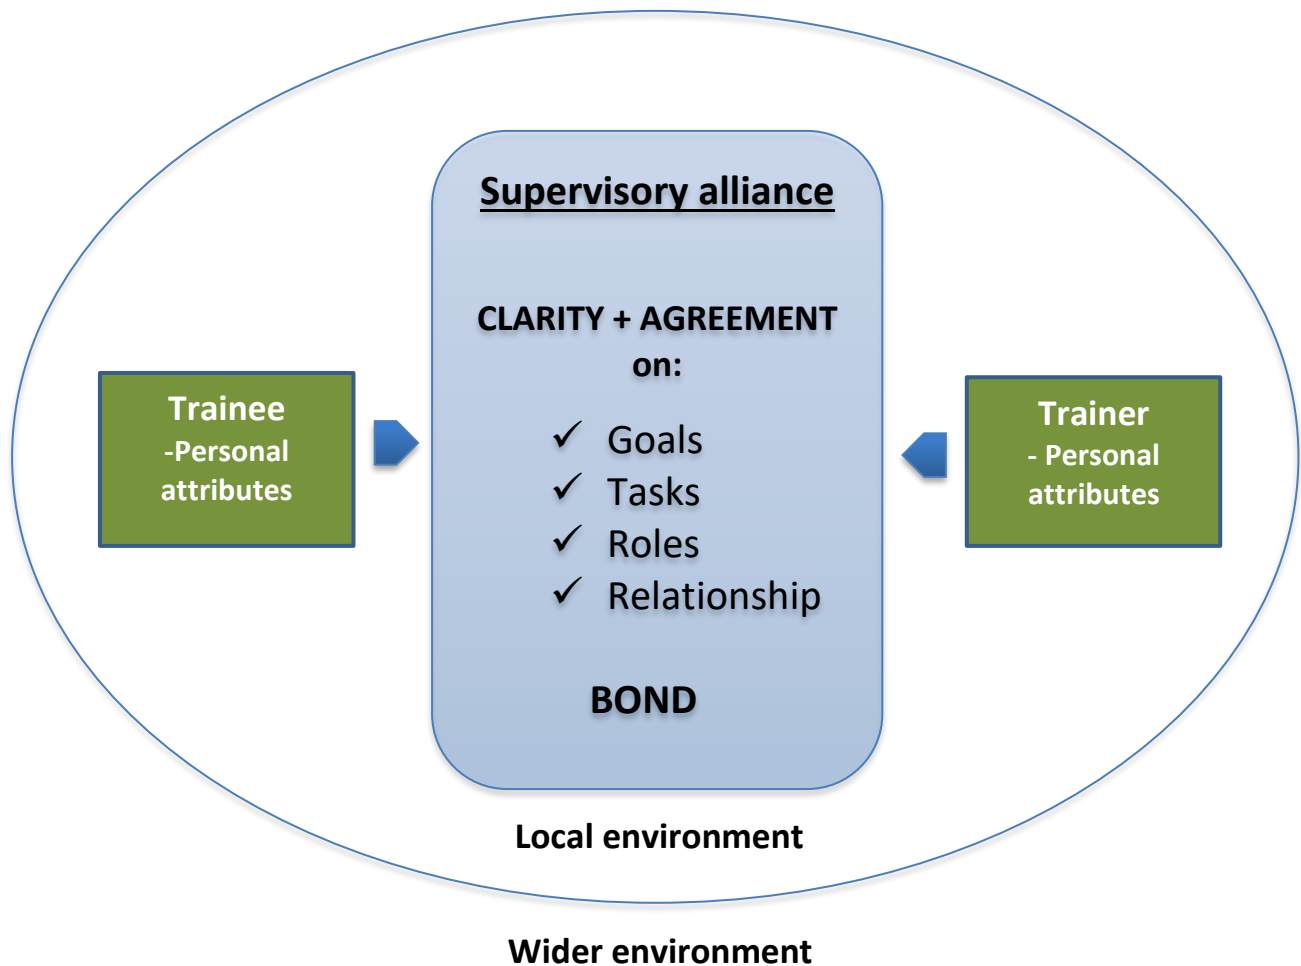 Supervisory alliance
CLARITY + AGREEMENT
on:
✓ Goals
✓ Tasks
✓ Roles
✓ Relationship
BOND
Trainee
-Personal
attributes
Trainer
- Personal
attributes
Local environment
Wider environment